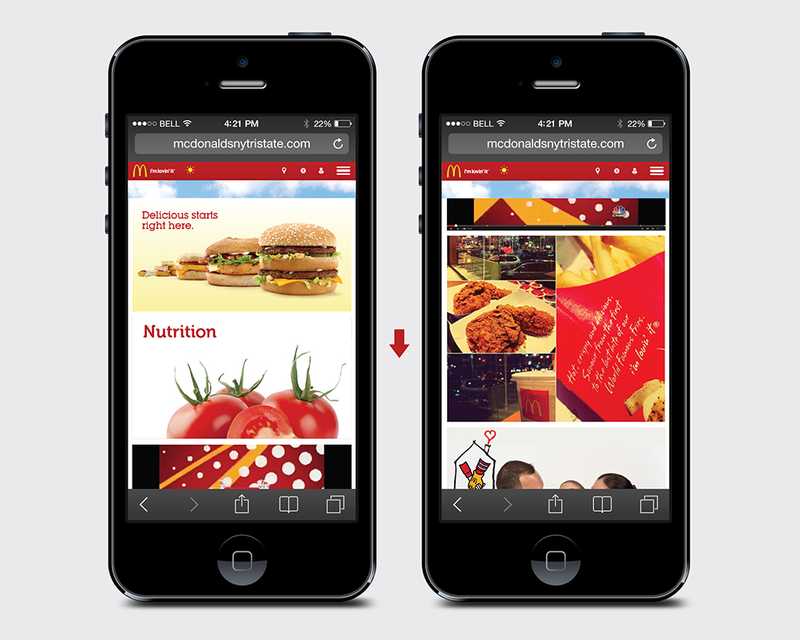 BELL 4:21 PM 22%
mcdonaldsnytristate.com
i'm lovin' it
Delicious starts
right here.
Nutrition
BELL 4:21 PM 22%
mcdonaldsnytristate.com
i'm lovin' it
Hot, crispy and delicious.
Savour from the first
to the last bite of our
World Famous Fries.
i'm lovin' it®